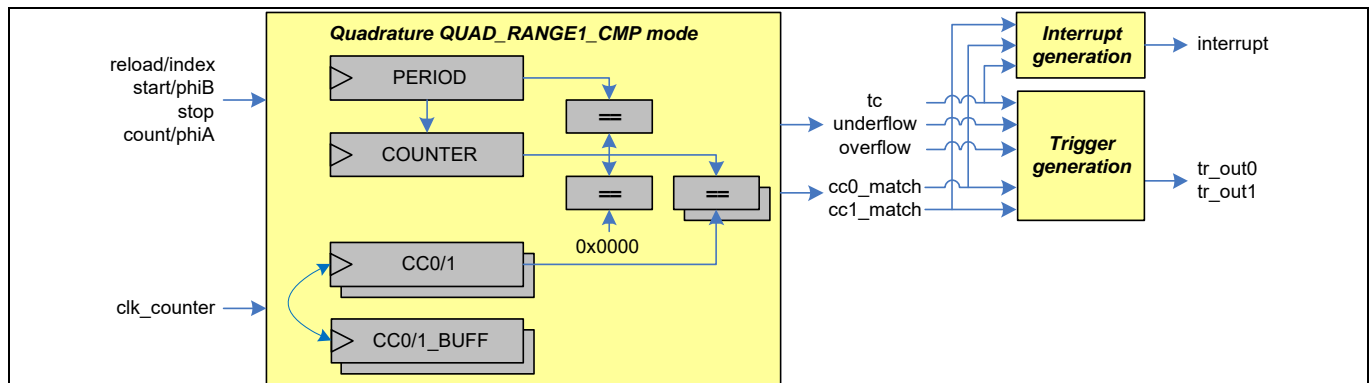 Quadrature QUAD_RANGE1_CMP mode
reload/index
start/phiB
stop
count/phiA
clk_counter
PERIOD
==
COUNTER
==
==
0x0000
CC0/1
CC0/1_BUFF
tc
underflow
overflow
cc0_match
cc1_match
Interrupt
generation
interrupt
Trigger
generation
tr_out0
tr_out1